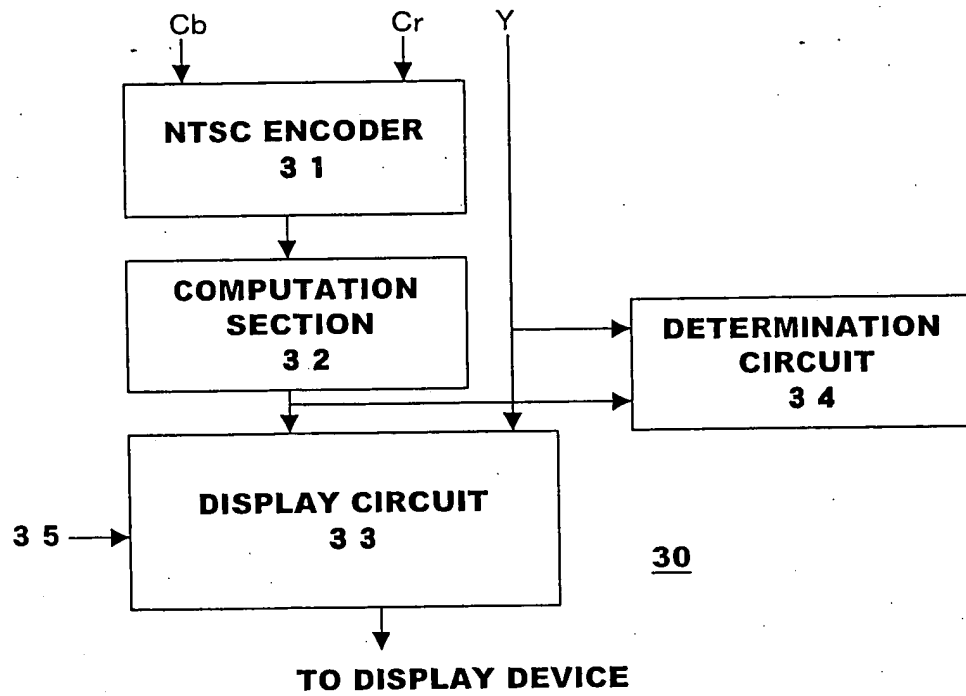 Cb Cr Y
NTSC ENCODER
3 1
COMPUTATION
SECTION
3 2
DETERMINATION
CIRCUIT
3 4
DISPLAY CIRCUIT
3 3
3 5
30
TO DISPLAY DEVICE